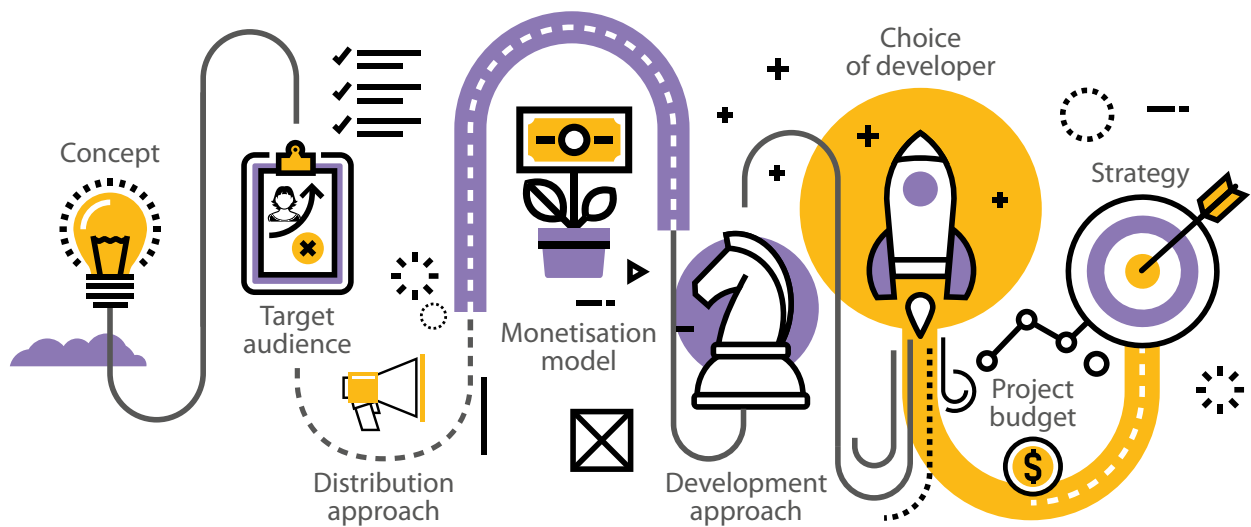 Concept
Target
audience
Distribution
approach
Monetisation
model
Development
approach
Choice
of developer
Project
budget
$
Strategy